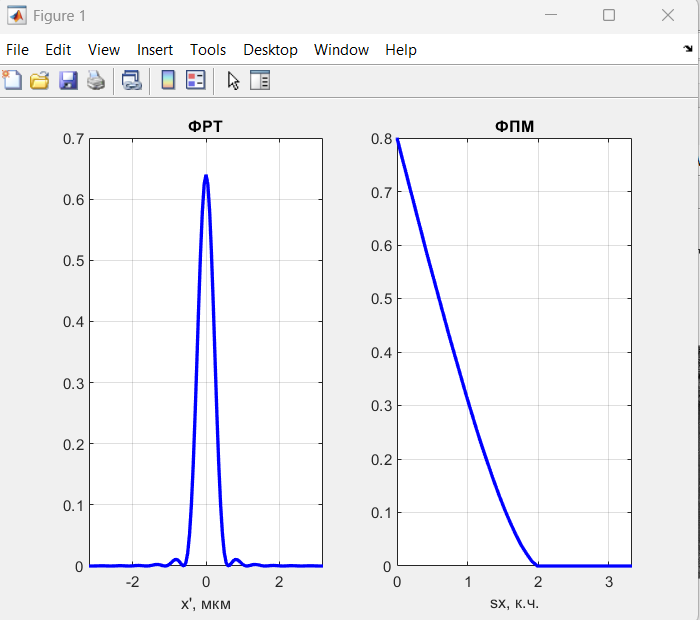 Figure 1
File Edit View Insert Tools Desktop Window Help
ФРТ
0.7
0.6
0.5
0.4
0.3
0.2
0.1
0
-2 0 2
x', мкм
ФПМ
0.8
0.7
0.6
0.5
0.4
0.3
0.2
0.1
0
0 1 2 3
sx, к.ч.